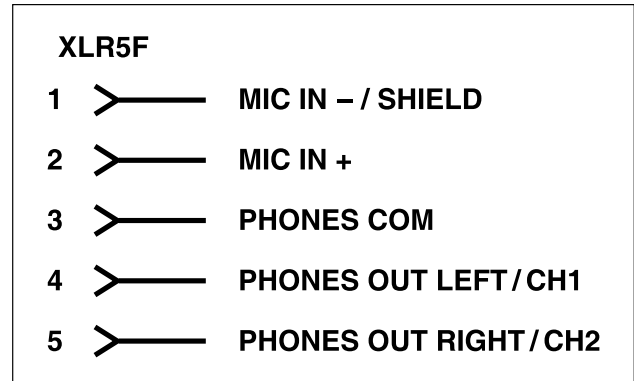 XLR5F
1 MIC IN – / SHIELD
2 MIC IN +
3 PHONES COM
4 PHONES OUT LEFT / CH1
5 PHONES OUT RIGHT / CH2